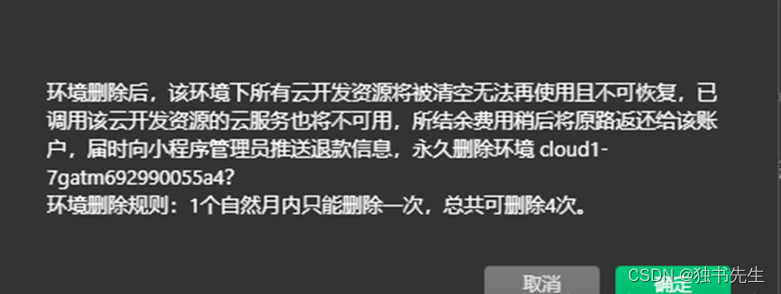 环境删除后，该环境下所有云开发资源将被清空无法再使用且不可恢复，已
调用该云开发资源的云服务也将不可用，所结余费用稍后将原路返还给该账
户，届时向小程序管理员推送退款信息，永久删除环境 cloud1-
7gatm692990055a4？
环境删除规则：1个自然月内只能删除一次，总共可删除4次。
取消
确定
CSDN @独书先生